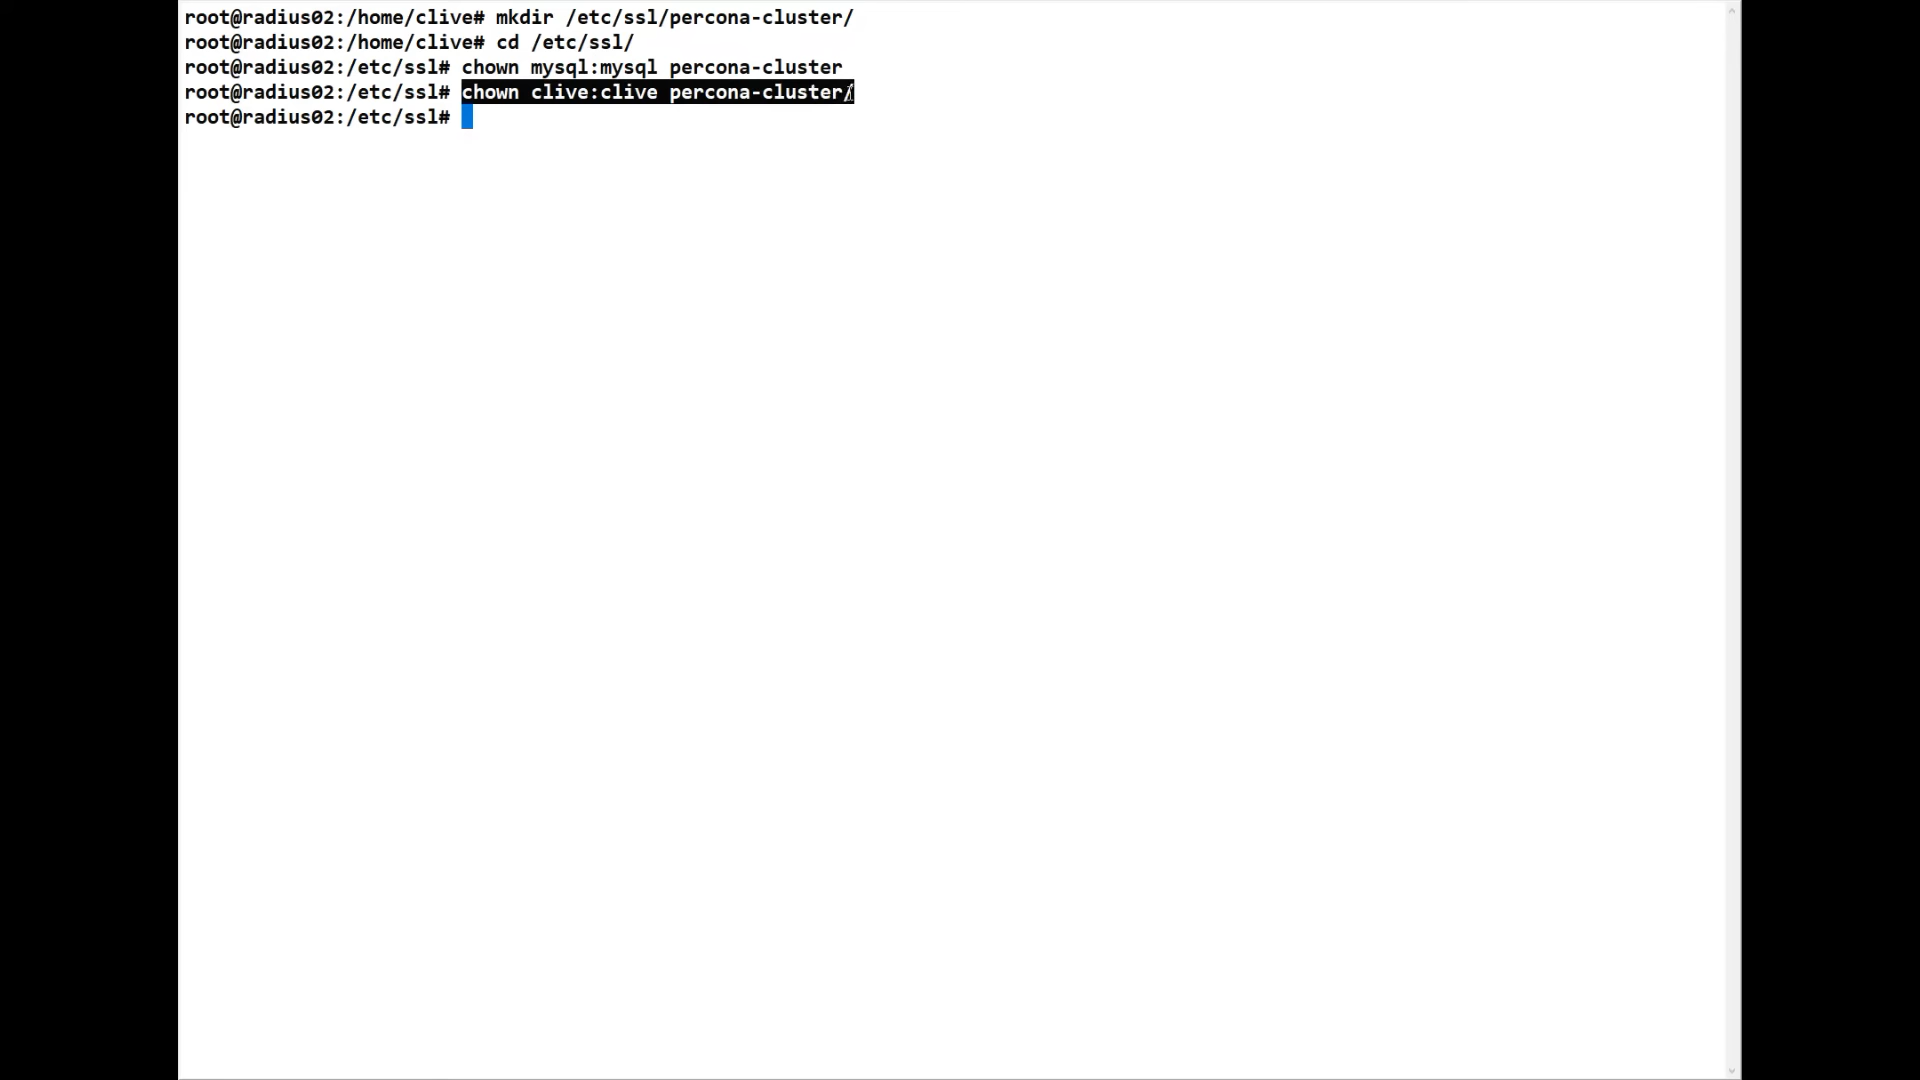 root@radius02:/home/clive# mkdir /etc/ssl/percona-cluster/
root@radius02:/home/clive# cd /etc/ssl/
root@radius02:/etc/ssl# chown mysql:mysql percona-cluster
root@radius02:/etc/ssl# chown clive:clive percona-cluster/
root@radius02:/etc/ssl#